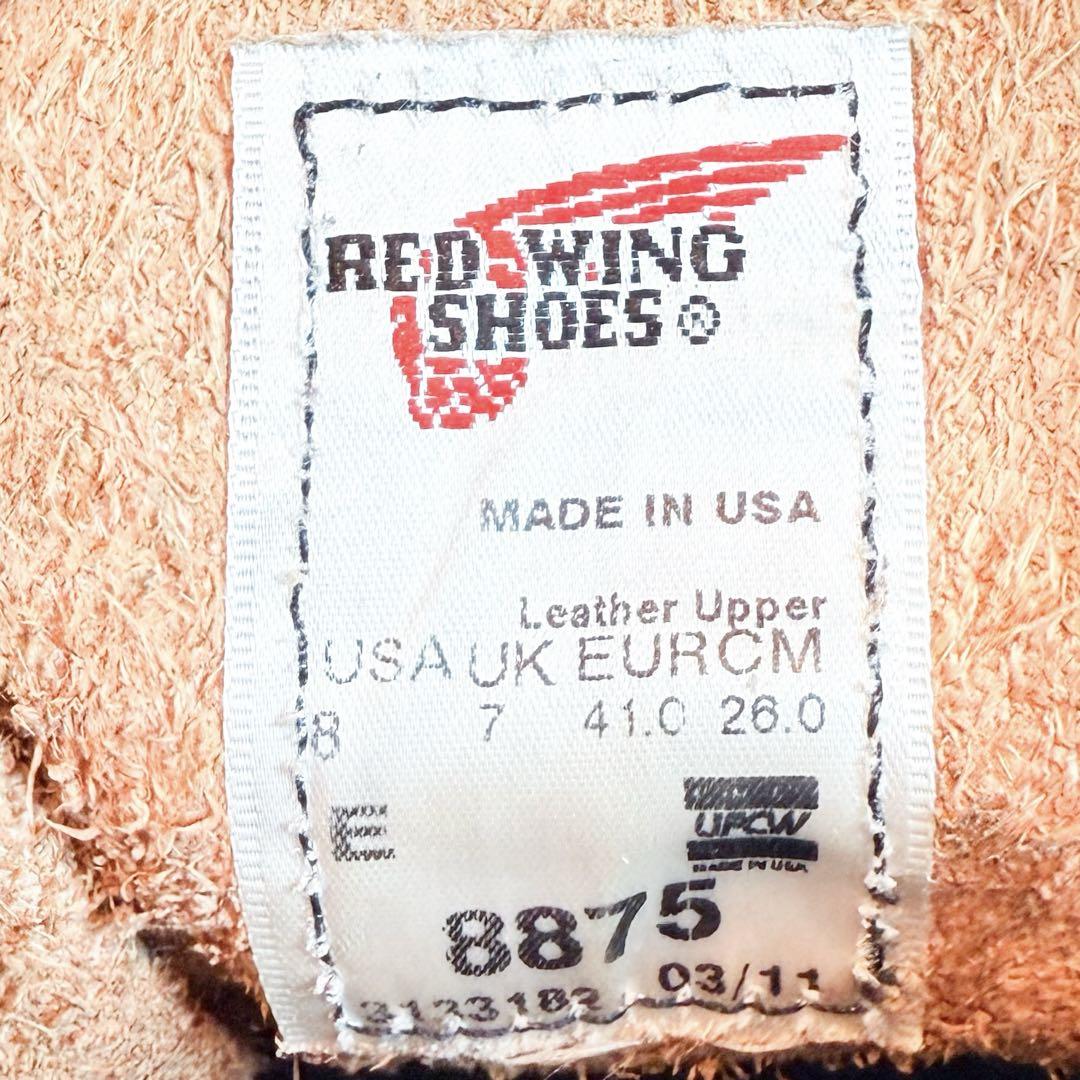 RED WING
SHOES®
MADE IN USA
Leather Upper
USA UK EUR CM
8 7 41.0 26.0
E
UFCW
MADE IN USA
8875
03/11